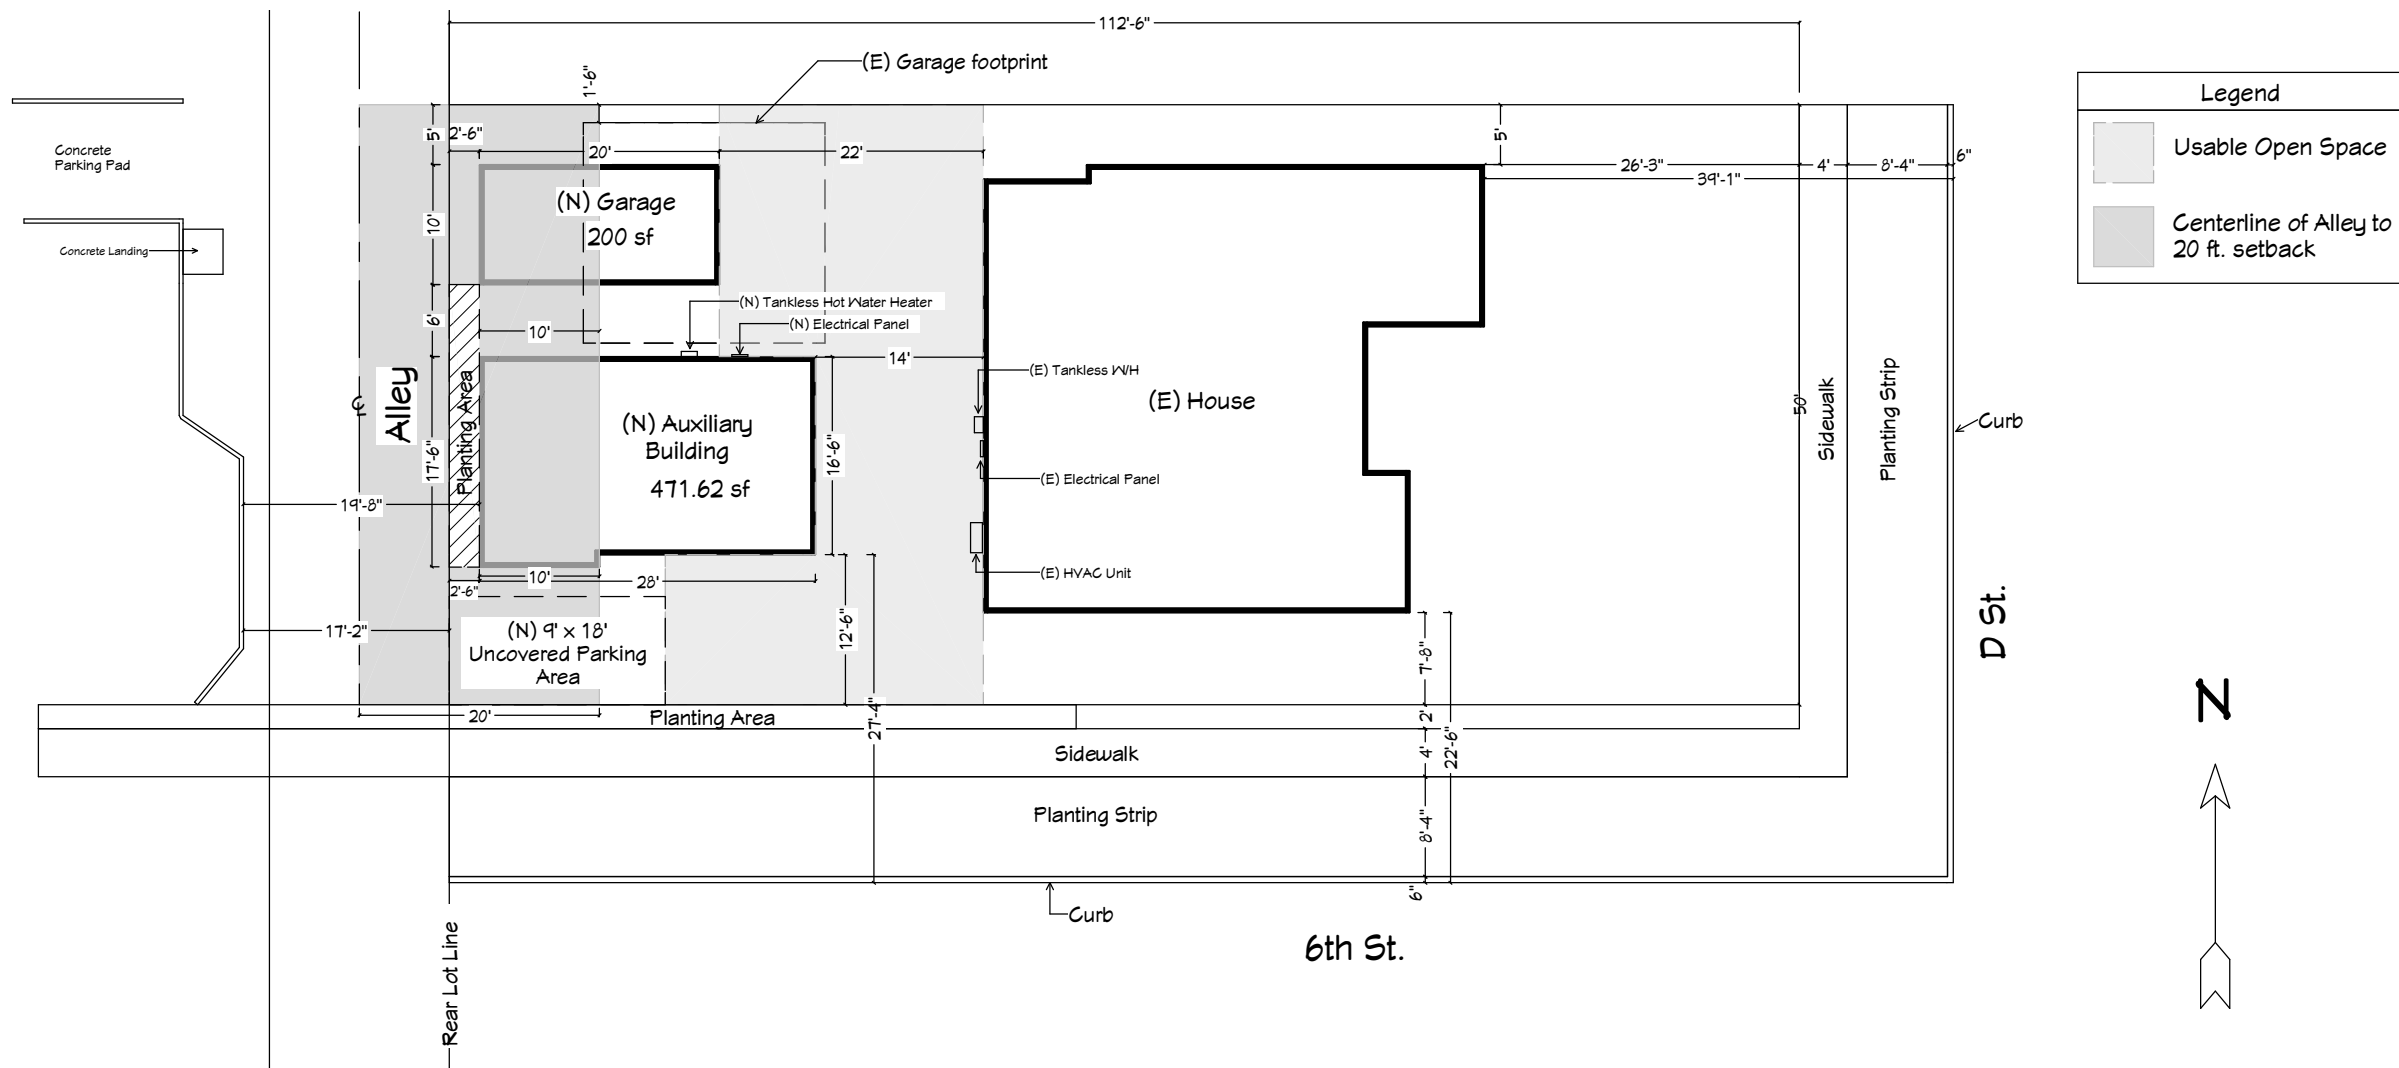 112'-6"
(E) Garage footprint
1'-6"
Legend
Usable Open Space
Centerline of Alley to
20 ft. setback
Concrete
Parking Pad
5'
2'-6"
20'
22'
5'
26'-3"
4'
8'-4"
6"
39'-1"
(N) Garage
200 sf
10'
Concrete Landing
(N) Tankless Hot Water Heater
(N) Electrical Panel
6'
10'
14'
(E) Tankless W/H
(E) House
50'
Sidewalk
Planting Strip
Curb
Alley
Planting Area
17'-6"
(N) Auxiliary
Building
471.62 sf
16'-6"
(E) Electrical Panel
19'-8"
(E) HVAC Unit
10'
28'
2'-6"
17'-2"
(N) 9' x 18'
Uncovered Parking
Area
12'-6"
7'-8"
D St.
20'
Planting Area
27'-4"
2'
22'-6"
4'
Sidewalk
Planting Strip
8'-4"
6"
Curb
6th St.
Rear Lot Line
N